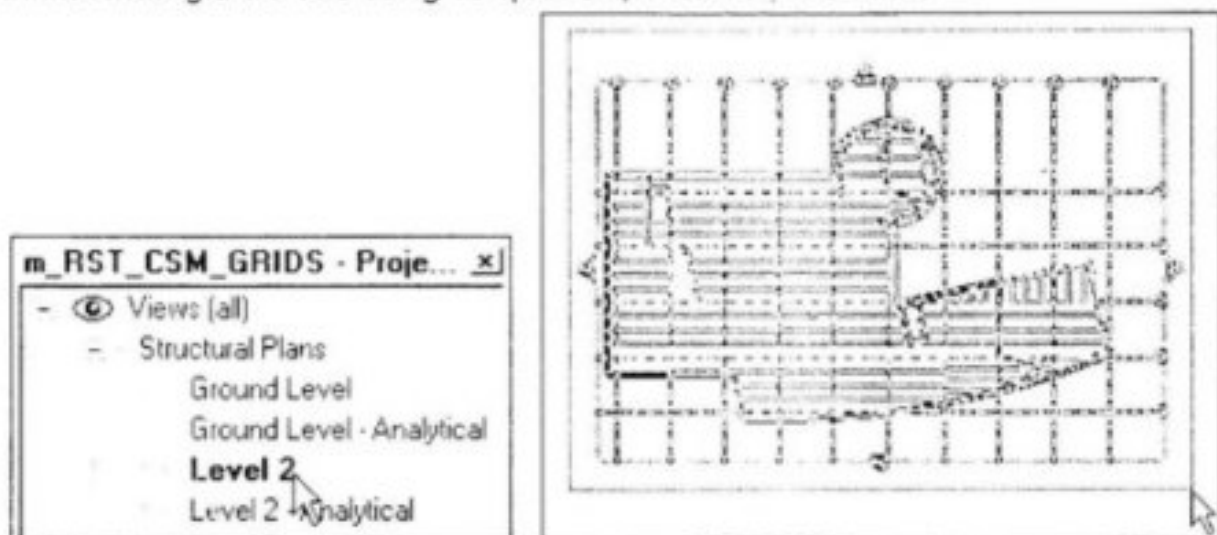 m_RST_CSM_GRIDS - Proje...
Views (all)
Structural Plans
Ground Level
Ground Level - Analytical
Level 2
Level 2 - Analytical